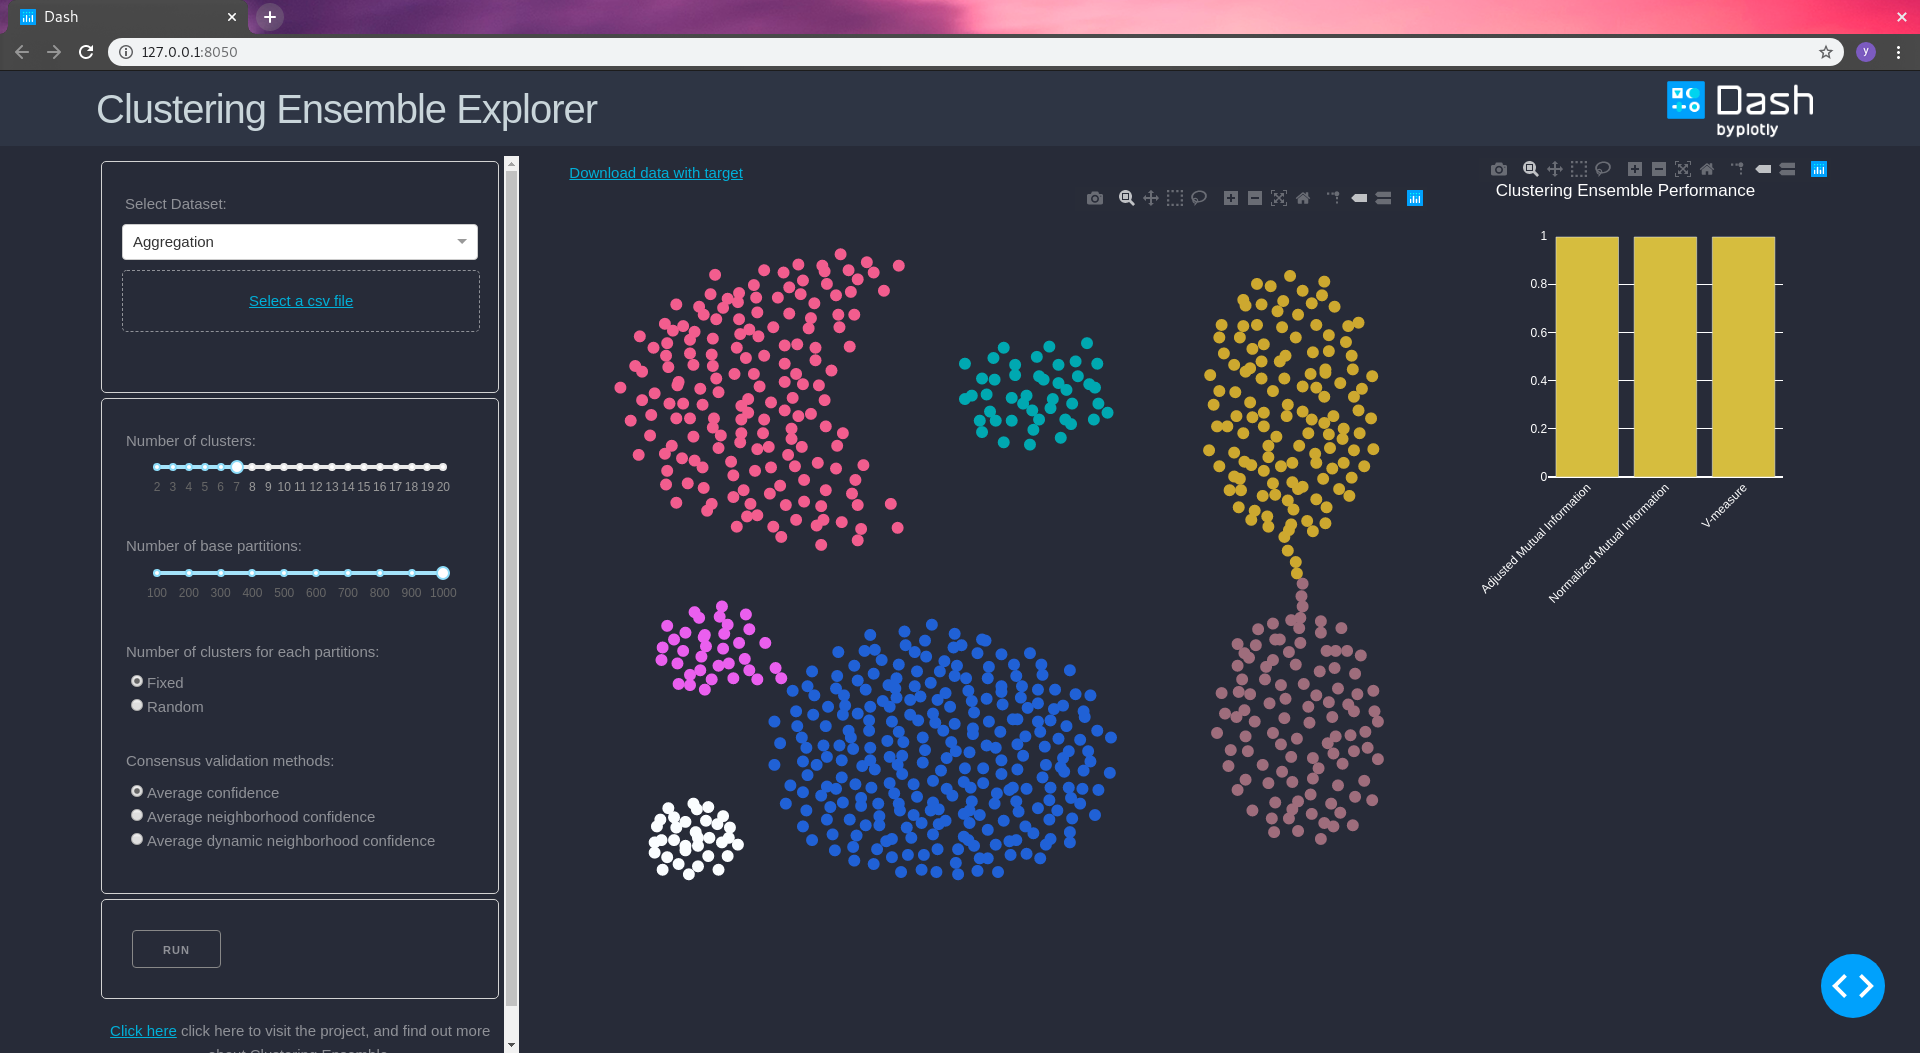 Dash
127.0.0.1:8050
y
Clustering Ensemble Explorer
Dash
byplotly
Select Dataset:
Aggregation
Select a csv file
Number of clusters:
2 3 4 5 6 7 8 9 10 11 12 13 14 15 16 17 18 19 20
Number of base partitions:
100 200 300 400 500 600 700 800 900 1000
Number of clusters for each partitions:
Fixed
Random
Consensus validation methods:
Average confidence
Average neighborhood confidence
Average dynamic neighborhood confidence
RUN
Click here click here to visit the project, and find out more
about Clustering Ensemble
Download data with target
Clustering Ensemble Performance
1
0.8
0.6
0.4
0.2
0
Adjusted Mutual Information
Normalized Mutual Information
V-measure